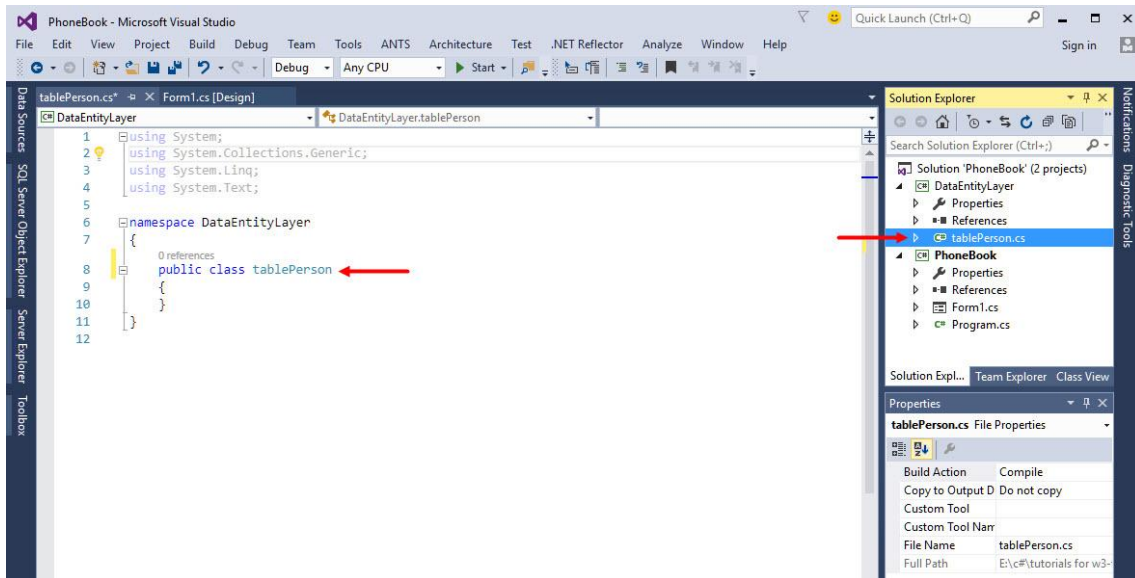 PhoneBook - Microsoft Visual Studio
Quick Launch (Ctrl+Q)
File Edit View Project Build Debug Team Tools ANTS Architecture Test .NET Reflector Analyze Window Help
Sign in
Debug Any CPU Start
Data Sources
SQL Server Object Explorer
Server Explorer
Toolbox
tablePerson.cs* Form1.cs [Design]
C# DataEntityLayer DataEntityLayer.tablePerson
1 using System;
2 using System.Collections.Generic;
3 using System.Linq;
4 using System.Text;
5
6 namespace DataEntityLayer
7 {
0 references
8 public class tablePerson
9 {
10 }
11 }
12
Solution Explorer
Search Solution Explorer (Ctrl+;)
Solution 'PhoneBook' (2 projects)
C# DataEntityLayer
Properties
References
tablePerson.cs
C# PhoneBook
Properties
References
Form1.cs
C# Program.cs
Solution Expl... Team Explorer Class View
Properties
tablePerson.cs File Properties
Build Action Compile
Copy to Output D Do not copy
Custom Tool
Custom Tool Nam
File Name tablePerson.cs
Full Path E:\c#\tutorials for w3-
Notifications
Diagnostic Tools